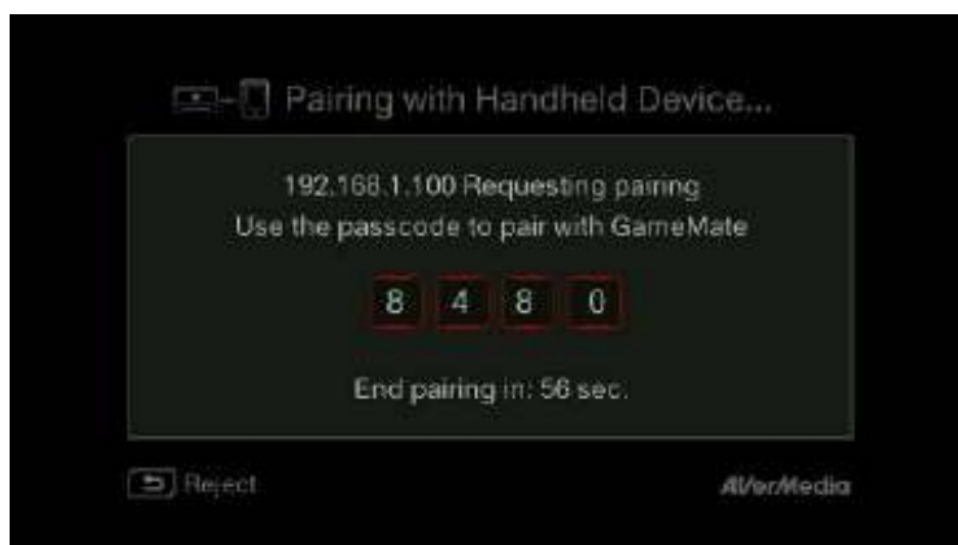 Pairing with Handheld Device...
192.168.1.100 Requesting pairing
Use the passcode to pair with GameMate
8 4 8 0
End pairing in: 56 sec.
Reject
AVerMedia